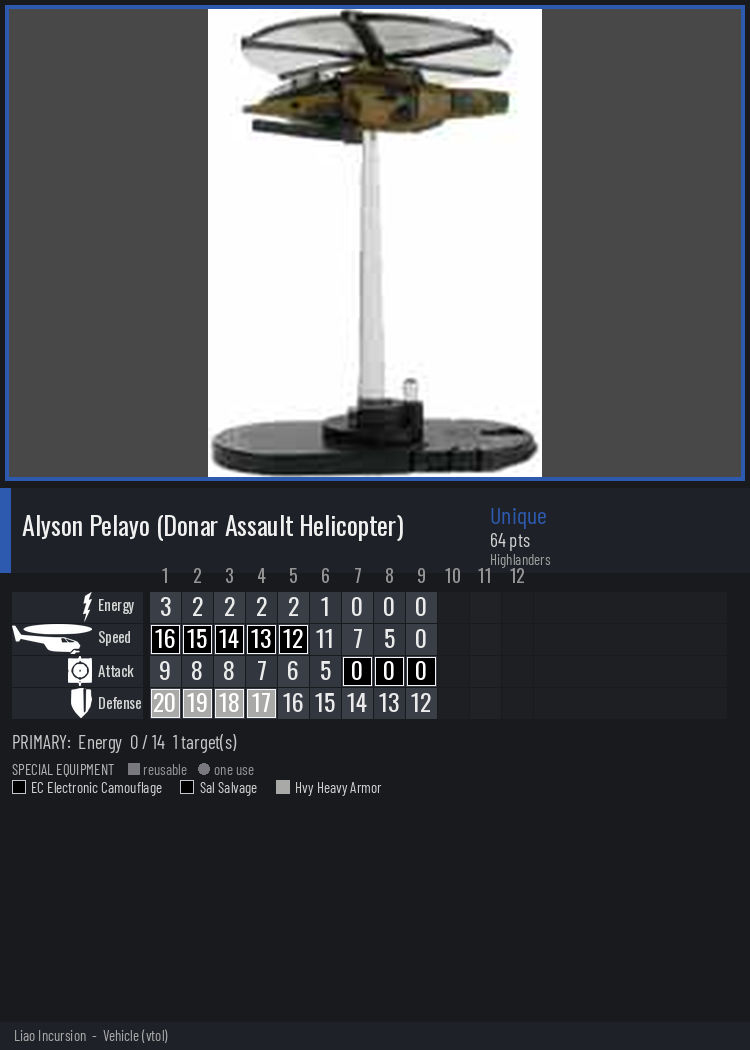 Alyson Pelayo (Donar Assault Helicopter)
Unique
64 pts
Highlanders
1 2 3 4 5 6 7 8 9 10 11 12
Energy 3 2 2 2 2 1 0 0 0
Speed 16 15 14 13 12 11 7 5 0
Attack 9 8 8 7 6 5 0 0 0
Defense 20 19 18 17 16 15 14 13 12
PRIMARY: Energy 0 / 14 1 target(s)
SPECIAL EQUIPMENT reusable one use
EC Electronic Camouflage Sal Salvage Hvy Heavy Armor
Liao Incursion - Vehicle (vtol)